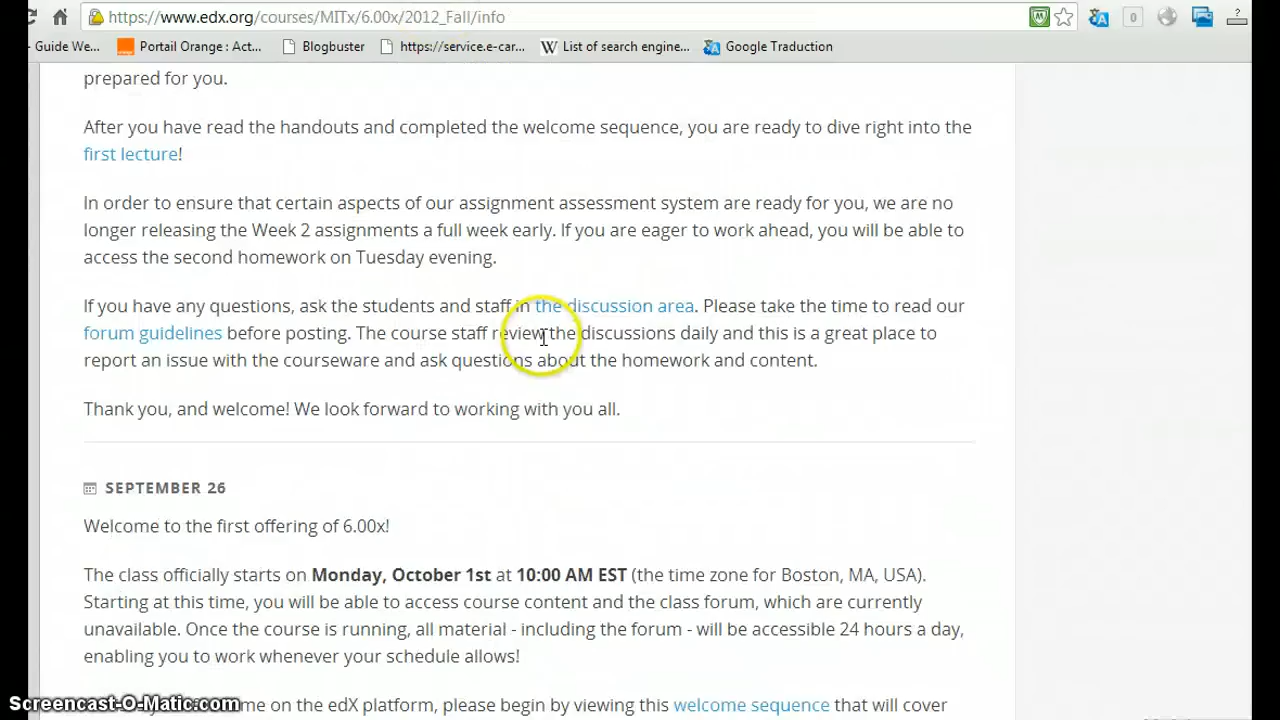 https://www.edx.org/courses/MITx/6.00x/2012_Fall/info
Guide We... Portail Orange : Act... Blogbuster https://service.e-car... List of search engine... Google Traduction
prepared for you.
After you have read the handouts and completed the welcome sequence, you are ready to dive right into the
first lecture!
In order to ensure that certain aspects of our assignment assessment system are ready for you, we are no
longer releasing the Week 2 assignments a full week early. If you are eager to work ahead, you will be able to
access the second homework on Tuesday evening.
If you have any questions, ask the students and staff in the discussion area. Please take the time to read our
forum guidelines before posting. The course staff review the discussions daily and this is a great place to
report an issue with the courseware and ask questions about the homework and content.
Thank you, and welcome! We look forward to working with you all.
SEPTEMBER 26
Welcome to the first offering of 6.00x!
The class officially starts on Monday, October 1st at 10:00 AM EST (the time zone for Boston, MA, USA).
Starting at this time, you will be able to access course content and the class forum, which are currently
unavailable. Once the course is running, all material - including the forum - will be accessible 24 hours a day,
enabling you to work whenever your schedule allows!
Screencast-O-Matic.com
me on the edX platform, please begin by viewing this welcome sequence that will cover